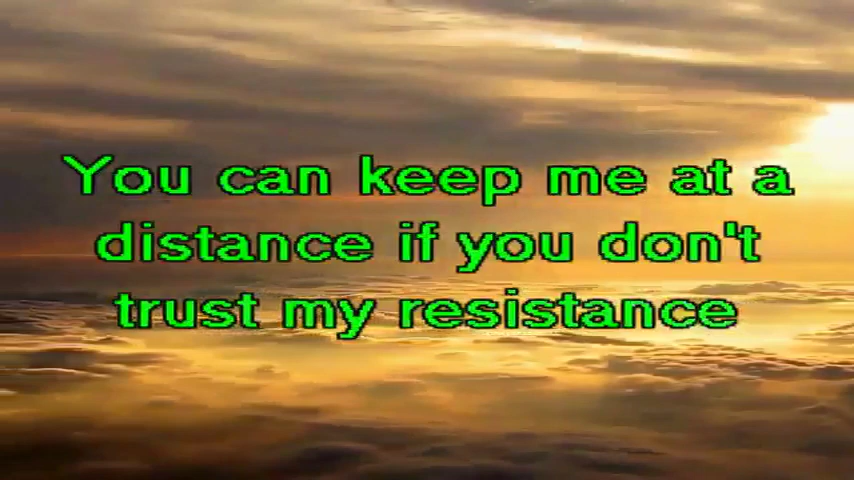 You can keep me at a
distance if you don't
trust my resistance